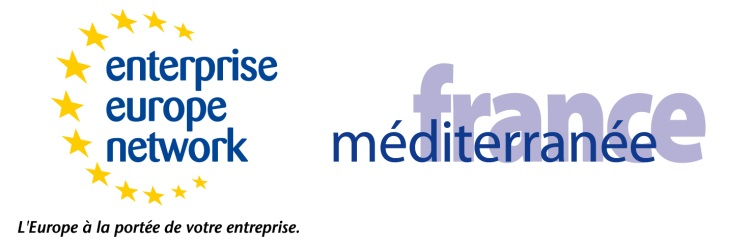 enterprise
europe
network
france
méditerranée
L'Europe à la portée de votre entreprise.